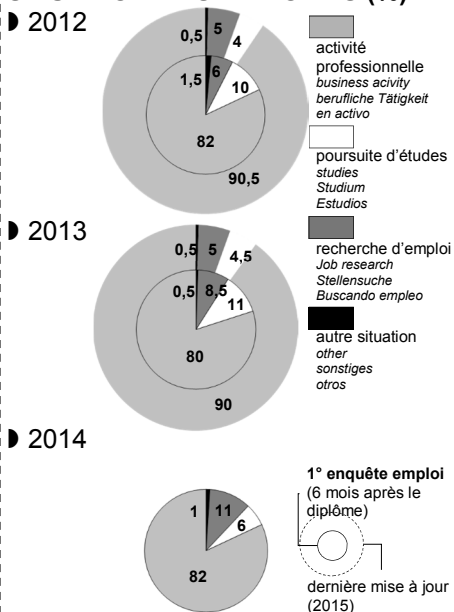 (%)
2012
0,5
5
4
1,5
6
10
82
90,5
activité
professionnelle
business acivity
berufliche Tätigkeit
en activo
poursuite d'études
studies
Studium
Estudios
recherche d'emploi
Job research
Stellensuche
Buscando empleo
autre situation
other
sonstiges
otros
2013
0,5
5
4,5
0,5
8,5
11
80
90
2014
1
11
6
82
1° enquête emploi
(6 mois après le
diplôme)
dernière mise à jour
(2015)